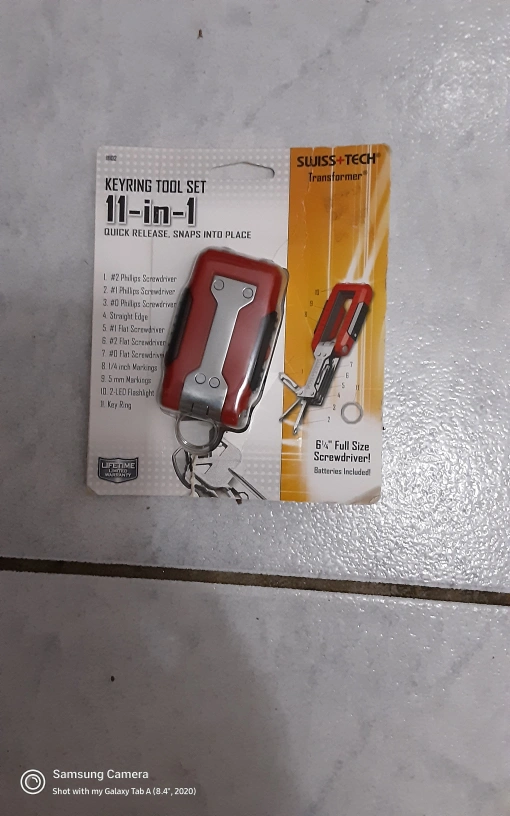 KEYRING TOOL SET
11-in-1
QUICK RELEASE, SNAPS INTO PLACE
1. #2 Phillips Screwdriver
2. #1 Phillips Screwdriver
3. #0 Phillips Screwdriver
4. Straight Edge
5. #1 Flat Screwdriver
6. #2 Flat Screwdriver
7. #0 Flat Screwdriver
8. 1/4 inch Markings
9. 5 mm Markings
10. 2-LED Flashlight
11. Key Ring
LIFETIME
LIMITED
WARRANTY
SWISS+TECH®
Transformer®
6¼" Full Size
Screwdriver!
Batteries Included!
Samsung Camera
Shot with my Galaxy Tab A (8.4", 2020)